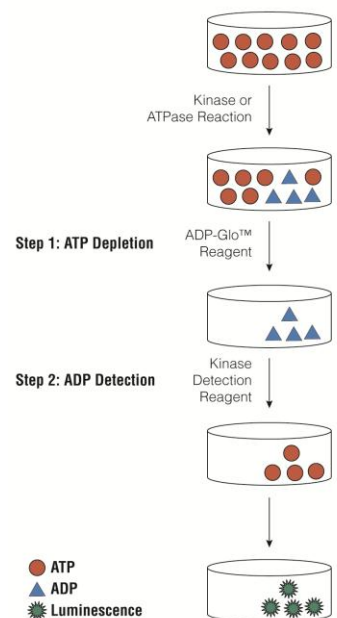 Kinase or
ATPase Reaction
Step 1: ATP Depletion
ADP-Glo™
Reagent
Step 2: ADP Detection
Kinase
Detection
Reagent
ATP
ADP
Luminescence